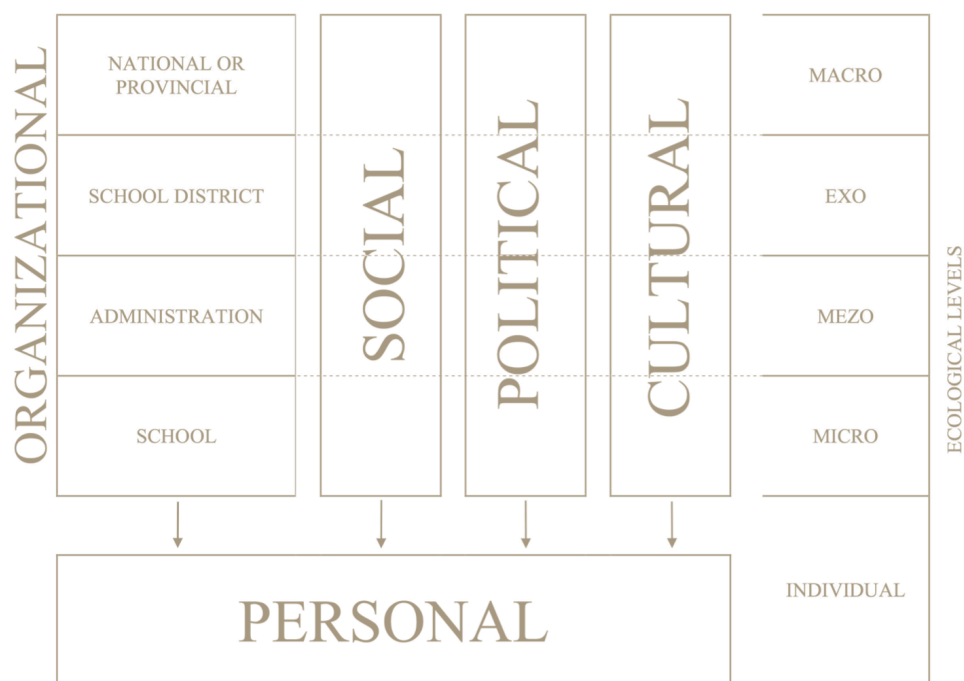 ORGANIZATIONAL
NATIONAL OR
PROVINCIAL
SCHOOL DISTRICT
ADMINISTRATION
SCHOOL
SOCIAL
POLITICAL
CULTURAL
MACRO
EXO
MEZO
MICRO
ECOLOGICAL LEVELS
PERSONAL
INDIVIDUAL